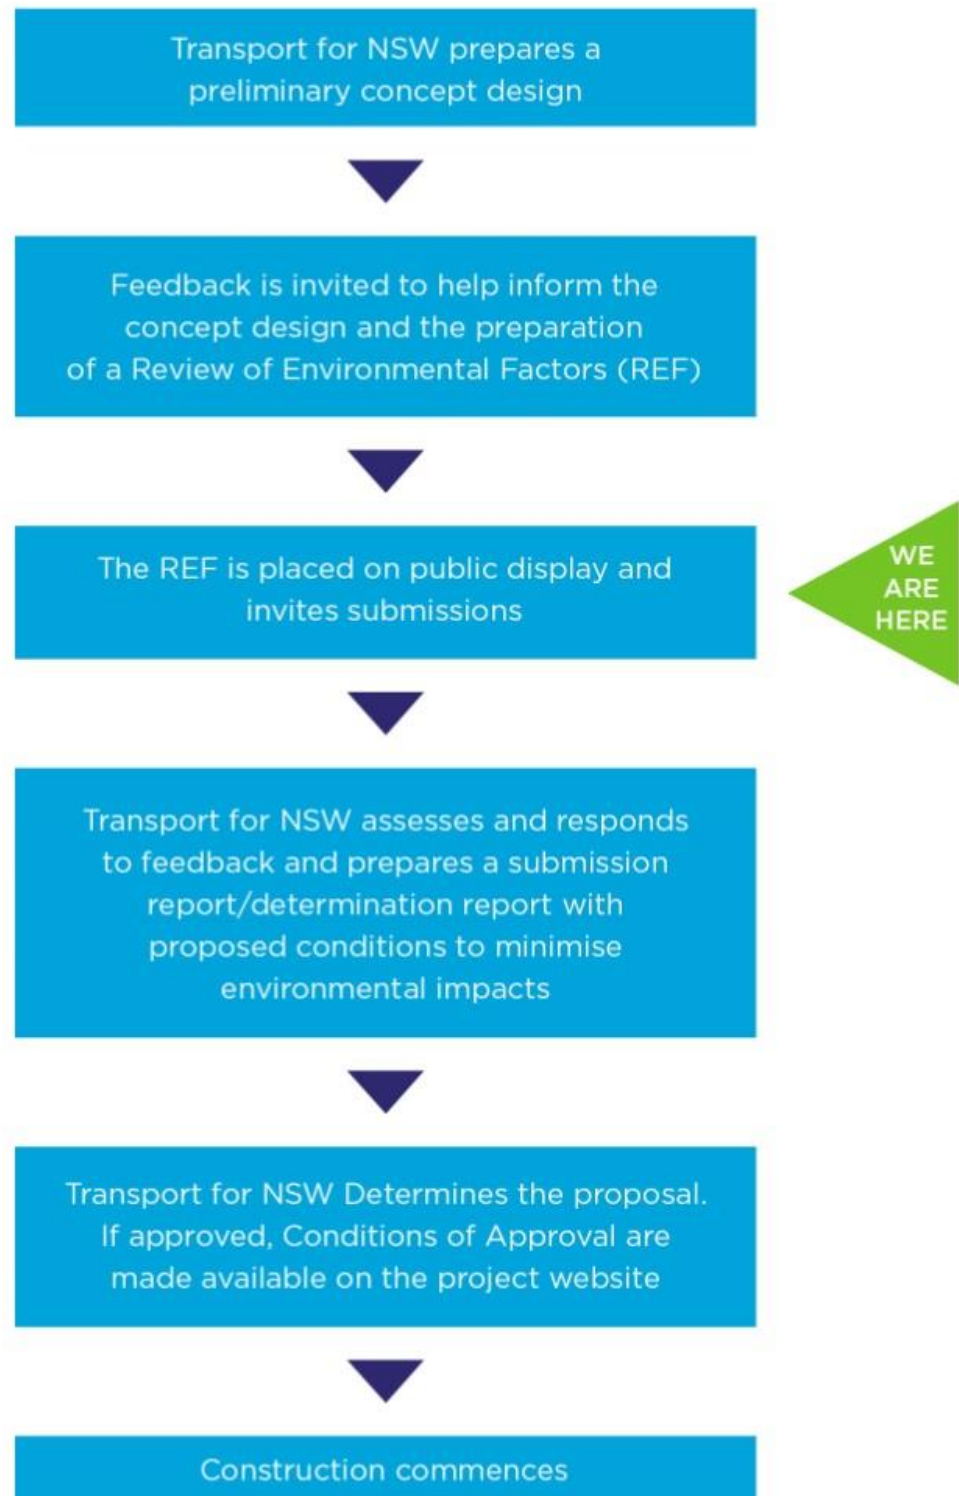 Transport for NSW prepares a
preliminary concept design
Feedback is invited to help inform the
concept design and the preparation
of a Review of Environmental Factors (REF)
The REF is placed on public display and
invites submissions
WE
ARE
HERE
Transport for NSW assesses and responds
to feedback and prepares a submission
report/determination report with
proposed conditions to minimise
environmental impacts
Transport for NSW Determines the proposal.
If approved, Conditions of Approval are
made available on the project website
Construction commences